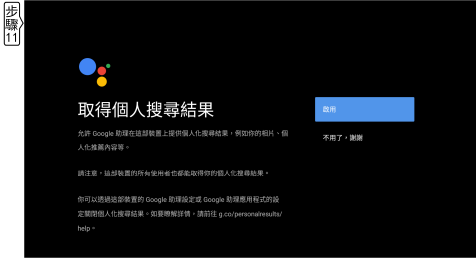 步驟11
取得個人搜尋結果
允許 Google 助理在這部裝置上提供個人化搜尋結果，例如你的相片、個
人化推薦內容等。
請注意，這部裝置的所有使用者也都能取得你的個人化搜尋結果。
你可以透過這部裝置的 Google 助理設定或 Google 助理應用程式的設
定關閉個人化搜尋結果。如要瞭解詳情，請前往 g.co/personalresults/
help。
啟用
不用了，謝謝